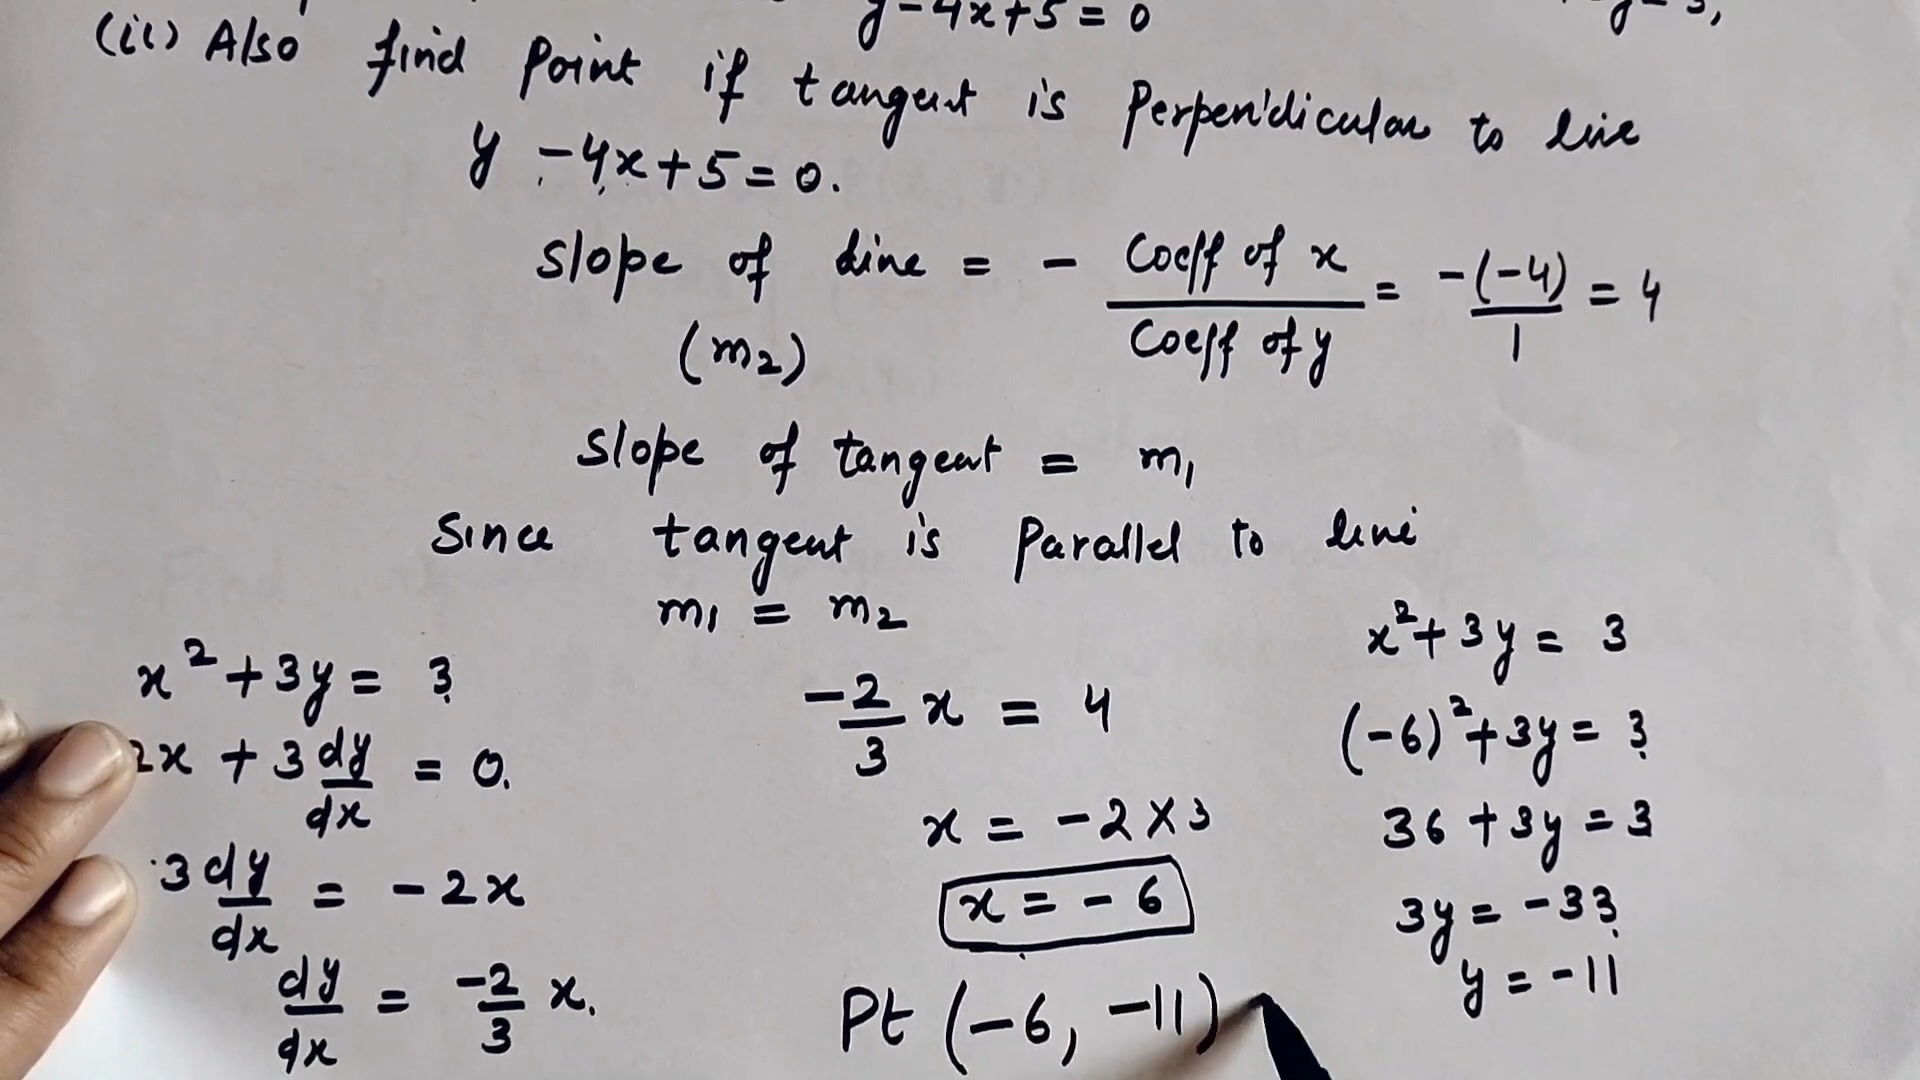 y-4x+5=0
(ii) Also find Point if tangent is Perpendicular to line
y -4x+5=0.
slope of line = - Coeff of x / Coeff of y = -(-4)/1 = 4
(m2)
slope of tangent = m1
Since tangent is Parallel to line
m1 = m2
x²+3y= 3
2x + 3 dy/dx = 0.
3 dy/dx = -2x
dy/dx = -2/3 x.
-2/3 x = 4
x = -2×3
x = -6
Pt (-6, -11)
x²+3y= 3
(-6)²+3y= 3
36+3y=3
3y=-33
y=-11